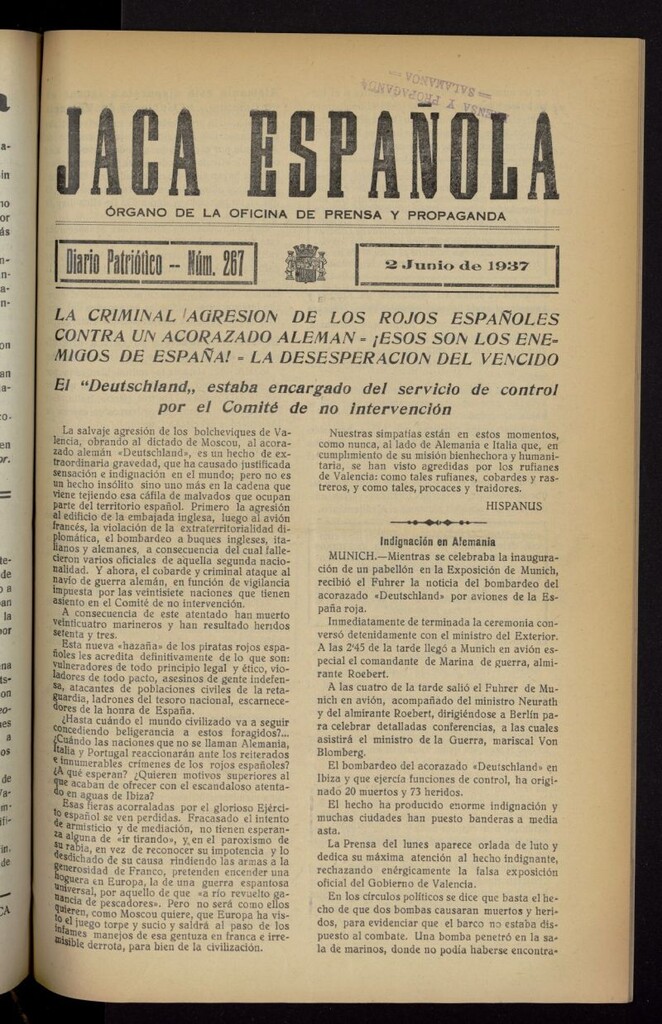 PRENSA Y PROPAGANDA
— SALAMANCA —
JACA ESPAÑOLA
ÓRGANO DE LA OFICINA DE PRENSA Y PROPAGANDA
Diario Patriótico -- Núm. 267
2 Junio de 1937
LA CRIMINAL AGRESION DE LOS ROJOS ESPAÑOLES
CONTRA UN ACORAZADO ALEMAN - ¡ESOS SON LOS ENE-
MIGOS DE ESPAÑA! - LA DESESPERACION DEL VENCIDO
El "Deutschland,, estaba encargado del servicio de control
por el Comité de no intervención
La salvaje agresión de los bolcheviques de Va-
lencia, obrando al dictado de Moscou, al acora-
zado alemán «Deutschland», es un hecho de ex-
traordinaria gravedad, que ha causado justificada
sensación e indignación en el mundo; pero no es
un hecho insólito sino uno más en la cadena que
viene tejiendo esa cáfila de malvados que ocupan
parte del territorio español. Primero la agresión
al edificio de la embajada inglesa, luego al avión
francés, la violación de la extraterritorialidad di-
plomática, el bombardeo a buques ingleses, ita-
lianos y alemanes, a consecuencia del cual falle-
cieron varios oficiales de aquella segunda nacio-
nalidad. Y ahora, el cobarde y criminal ataque al
navío de guerra alemán, en función de vigilancia
impuesta por las veintisiete naciones que tienen
asiento en el Comité de no intervención.
A consecuencia de este atentado han muerto
veinticuatro marineros y han resultado heridos
setenta y tres.
Esta nueva «hazaña» de los piratas rojos espa-
ñoles les acredita definitivamente de lo que son:
vulneradores de todo principio legal y ético, vio-
ladores de todo pacto, asesinos de gente indefen-
sa, atacantes de poblaciones civiles de la reta-
guardia, ladrones del tesoro nacional, escarnece-
dores de la honra de España.
¿Hasta cuándo el mundo civilizado va a seguir
concediendo beligerancia a estos foragidos?...
¿Cuándo las naciones que no se llaman Alemania,
Italia y Portugal reaccionarán ante los reiterados
e innumerables crímenes de los rojos españoles?
¿A qué esperan? ¿Quieren motivos superiores al
que acaban de ofrecer con el escandaloso atenta-
do en aguas de Ibiza?
Esas fieras acorraladas por el glorioso Ejérci-
to español se ven perdidas. Fracasado el intento
de armisticio y de mediación, no tienen esperan-
za alguna de «ir tirando» y, en el paroxismo de
su rabia, en vez de reconocer su impotencia y lo
desdichado de su causa rindiendo las armas a la
generosidad de Franco, pretenden encender una
hoguera en Europa, la de una guerra espantosa
universal, por aquello de que «a río revuelto ga-
nancia de pescadores». Pero no será como ellos
quieren, como Moscou quiere, que Europa ha vis-
to el juego torpe y sucio y saldrá al paso de los
infames manejos de esa gentuza en franca e irre-
misible derrota, para bien de la civilización.
Nuestras simpatías están en estos momentos,
como nunca, al lado de Alemania e Italia que, en
cumplimiento de su misión bienhechora y humani-
taria, se han visto agredidas por los rufianes
de Valencia: como tales rufianes, cobardes y ras-
treros, y como tales, procaces y traidores.
HISPANUS
Indignación en Alemania
MUNICH.—Mientras se celebraba la inaugura-
ción de un pabellón en la Exposición de Munich,
recibió el Fuhrer la noticia del bombardeo del
acorazado «Deutschland» por aviones de la Es-
paña roja.
Inmediatamente de terminada la ceremonia con-
versó detenidamente con el ministro del Exterior.
A las 2'45 de la tarde llegó a Munich en avión es-
pecial el comandante de Marina de guerra, almi-
rante Roebert.
A las cuatro de la tarde salió el Fuhrer de Mu-
nich en avión, acompañado del ministro Neurath
y del almirante Roebert, dirigiéndose a Berlín pa-
ra celebrar detalladas conferencias, a las cuales
asistirá el ministro de la Guerra, mariscal Von
Blomberg.
El bombardeo del acorazado «Deutschland» en
Ibiza y que ejercía funciones de control, ha origi-
nado 20 muertos y 73 heridos.
El hecho ha producido enorme indignación y
muchas ciudades han puesto banderas a media
asta.
La Prensa del lunes aparece orlada de luto y
dedica su máxima atención al hecho indignante,
rechazando enérgicamente la falsa exposición
oficial del Gobierno de Valencia.
En los círculos políticos se dice que basta el he-
cho de que dos bombas causaran muertos y heri-
dos, para evidenciar que el barco no estaba dis-
puesto al combate. Una bomba penetró en la sa-
la de marinos, donde no podía haberse encontra-